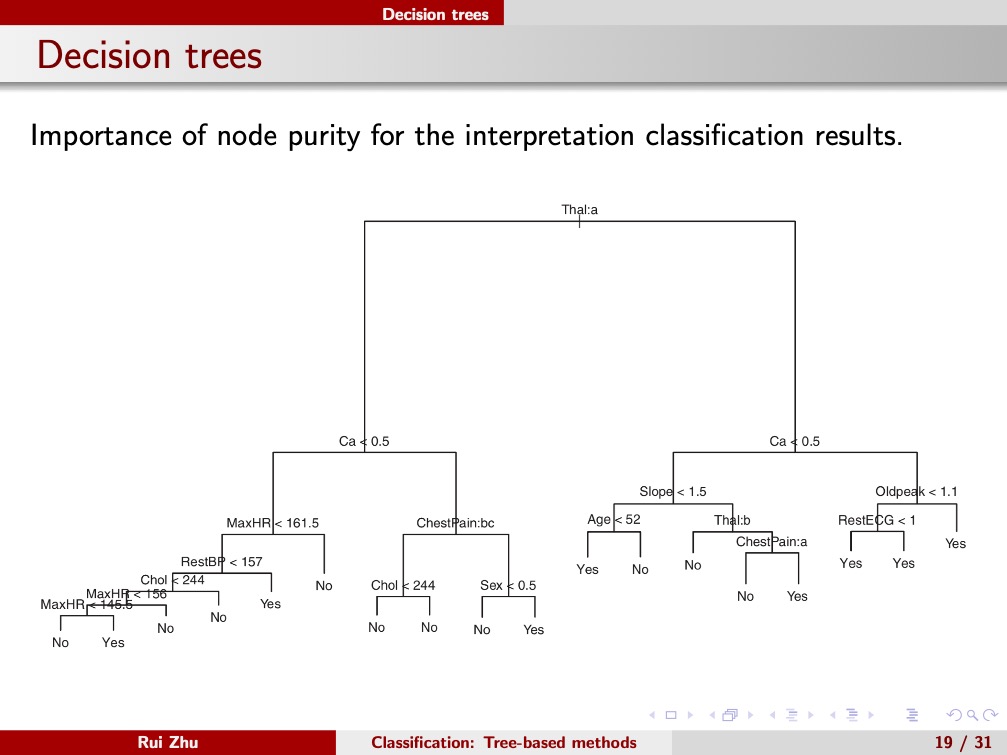 Decision trees
Decision trees
Importance of node purity for the interpretation classification results.
Thal:a
Ca < 0.5
Ca < 0.5
Slope < 1.5
Oldpeak < 1.1
MaxHR < 161.5
ChestPain:bc
Age < 52
Thal:b
RestECG < 1
ChestPain:a
Yes
RestBP < 157
Yes
No
No
Yes
Yes
Chol < 244
No
Chol < 244
Sex < 0.5
MaxHR < 156
No
Yes
MaxHR < 145.5
Yes
No
No
No
No
No
Yes
No
Yes
Rui Zhu
Classification: Tree-based methods
19 / 31